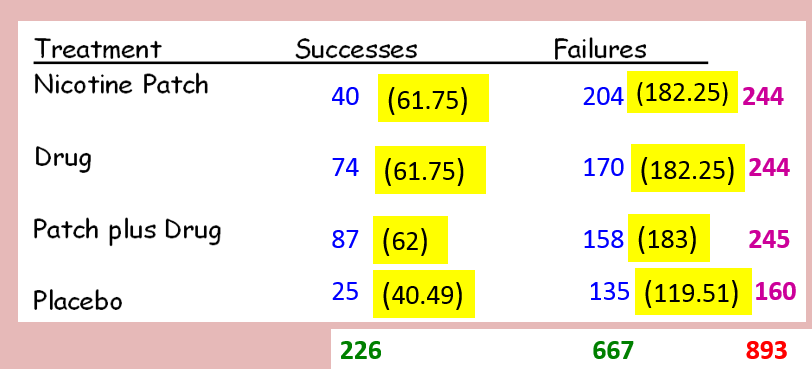 Treatment Successes Failures
Nicotine Patch 40 (61.75) 204 (182.25) 244
Drug 74 (61.75) 170 (182.25) 244
Patch plus Drug 87 (62) 158 (183) 245
Placebo 25 (40.49) 135 (119.51) 160
226 667 893